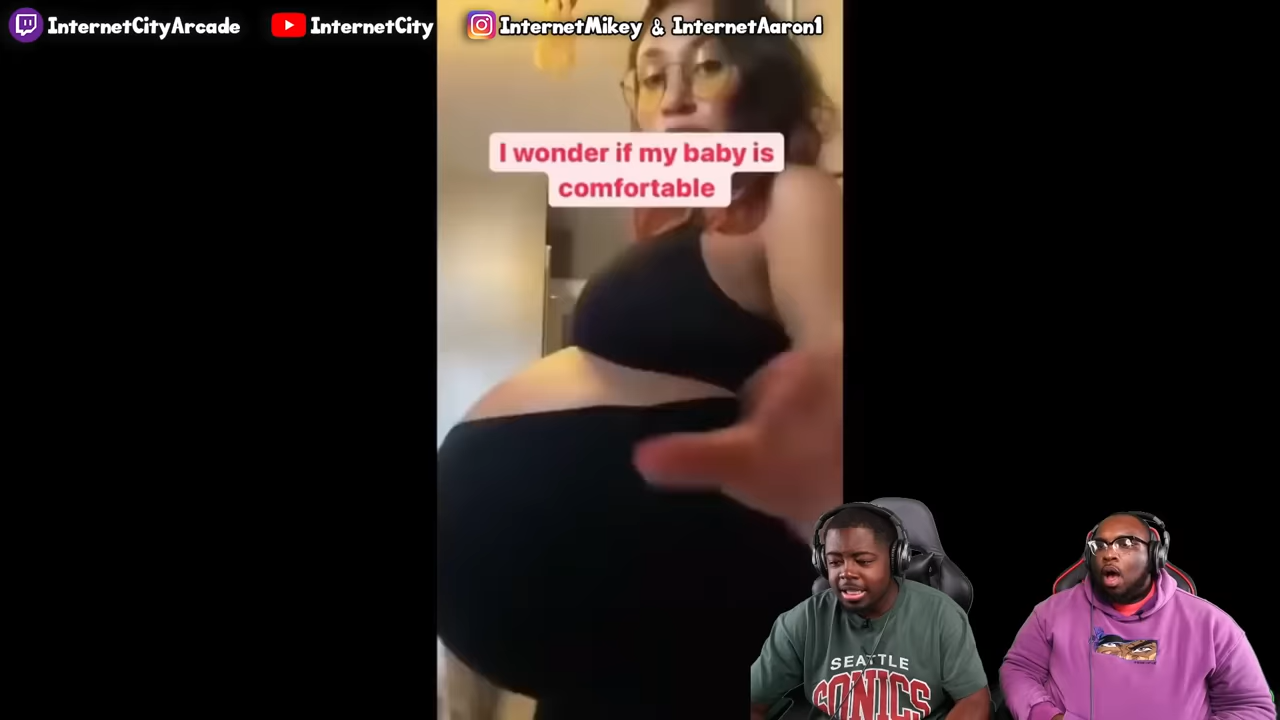 InternetCityArcade
InternetCity
InternetMikey & InternetAaron1
I wonder if my baby is
comfortable
SEATTLE
SONICS